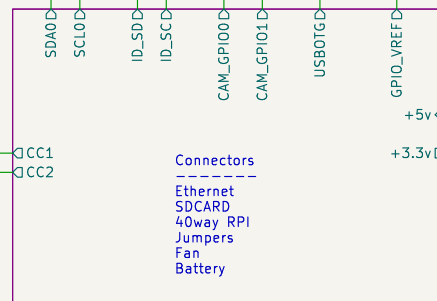 SDA0
SCL0
ID_SD
ID_SC
CAM_GPIO0
CAM_GPIO1
USBOTG
GPIO_VREF
+5v
+3.3v
CC1
CC2
Connectors
-------
Ethernet
SDCARD
40way RPI
Jumpers
Fan
Battery